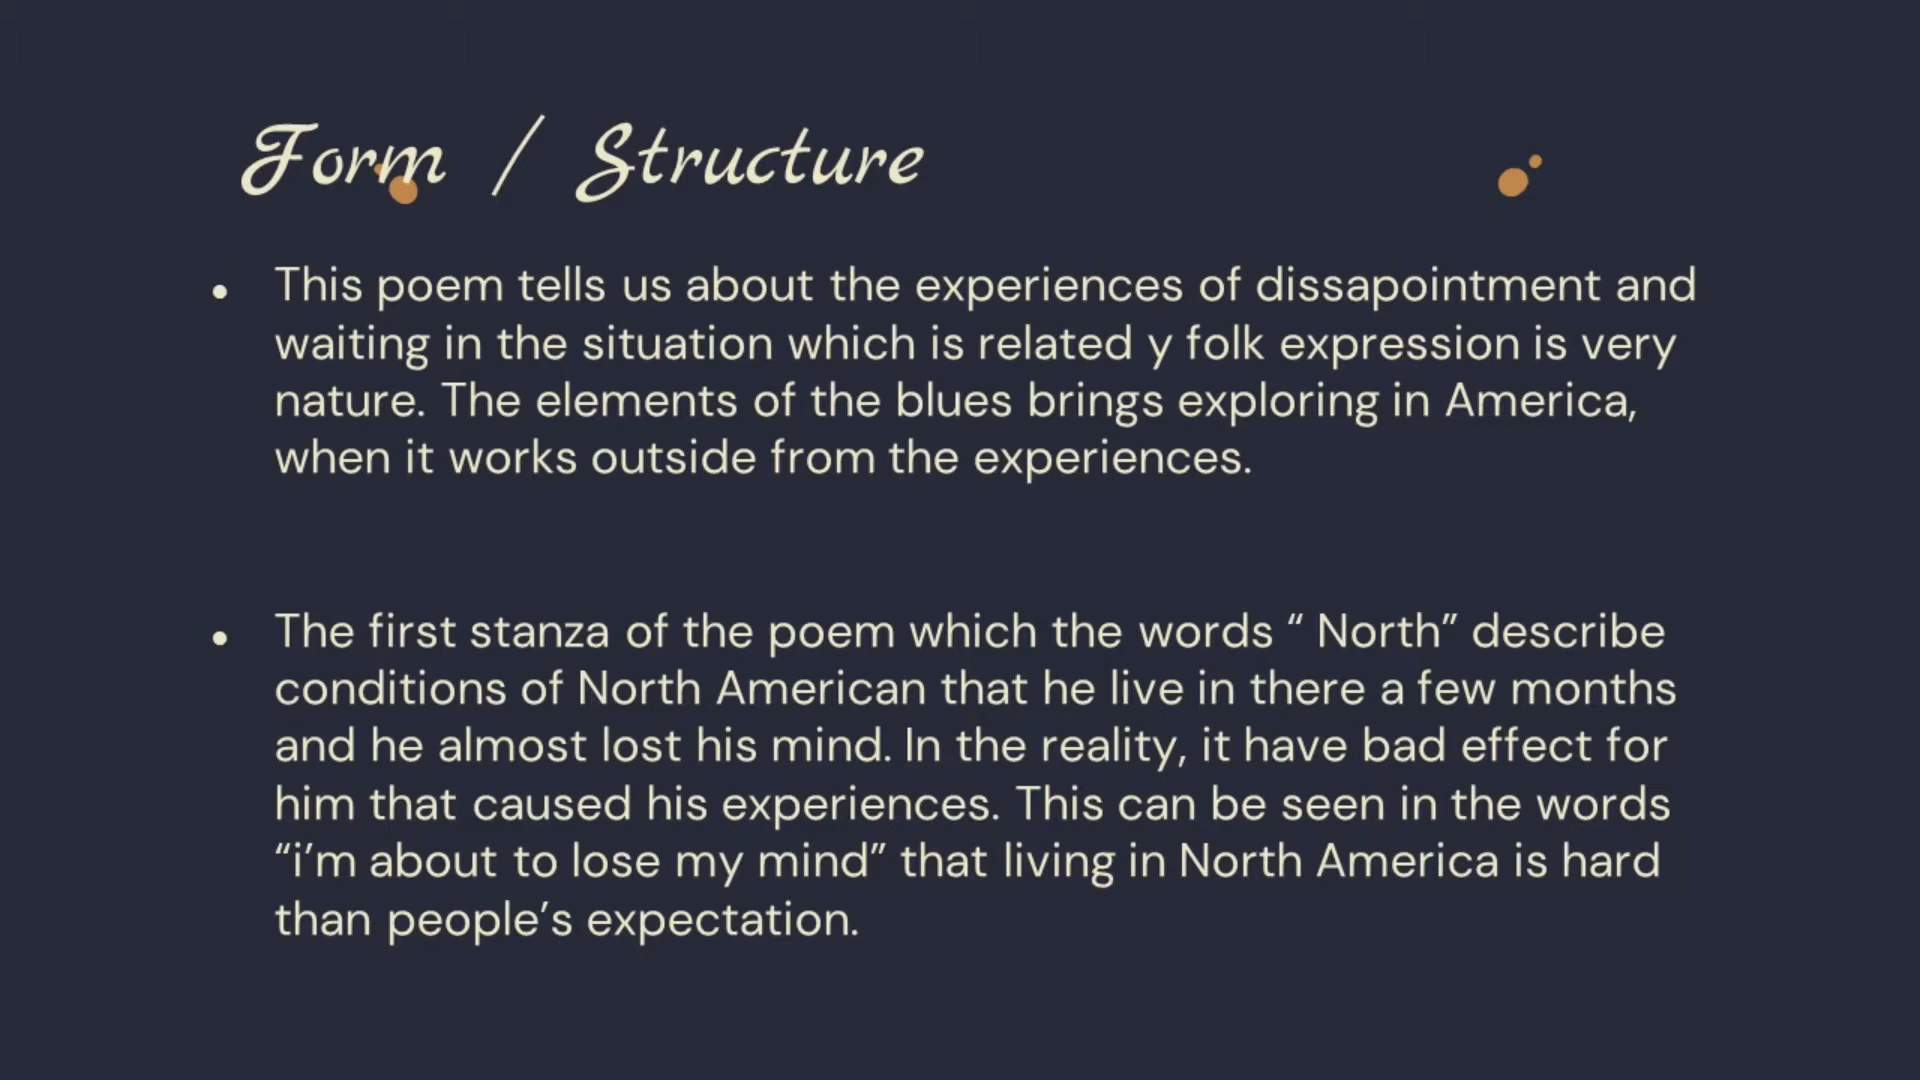 Form / Structure
• This poem tells us about the experiences of dissapointment and
waiting in the situation which is related y folk expression is very
nature. The elements of the blues brings exploring in America,
when it works outside from the experiences.
• The first stanza of the poem which the words “ North” describe
conditions of North American that he live in there a few months
and he almost lost his mind. In the reality, it have bad effect for
him that caused his experiences. This can be seen in the words
“i’m about to lose my mind” that living in North America is hard
than people’s expectation.